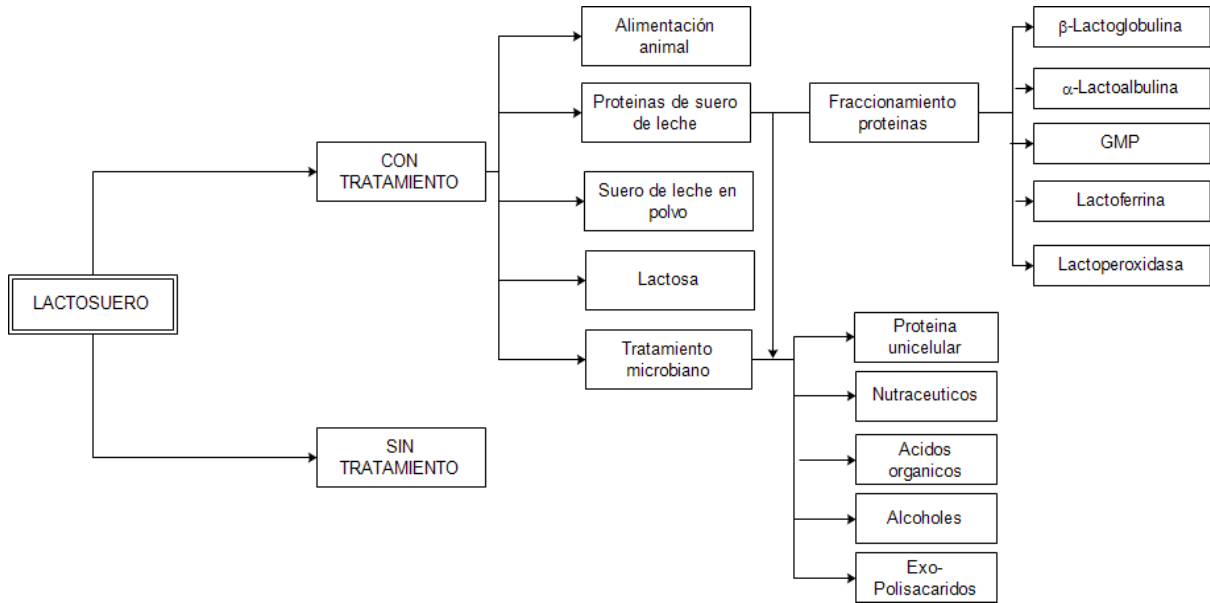 LACTOSUERO
CON
TRATAMIENTO
SIN
TRATAMIENTO
Alimentación
animal
Proteinas de suero
de leche
Suero de leche en
polvo
Lactosa
Tratamiento
microbiano
Fraccionamiento
proteinas
β-Lactoglobulina
α-Lactoalbulina
GMP
Lactoferrina
Lactoperoxidasa
Proteina
unicelular
Nutraceuticos
Acidos
organicos
Alcoholes
Exo-
Polisacaridos